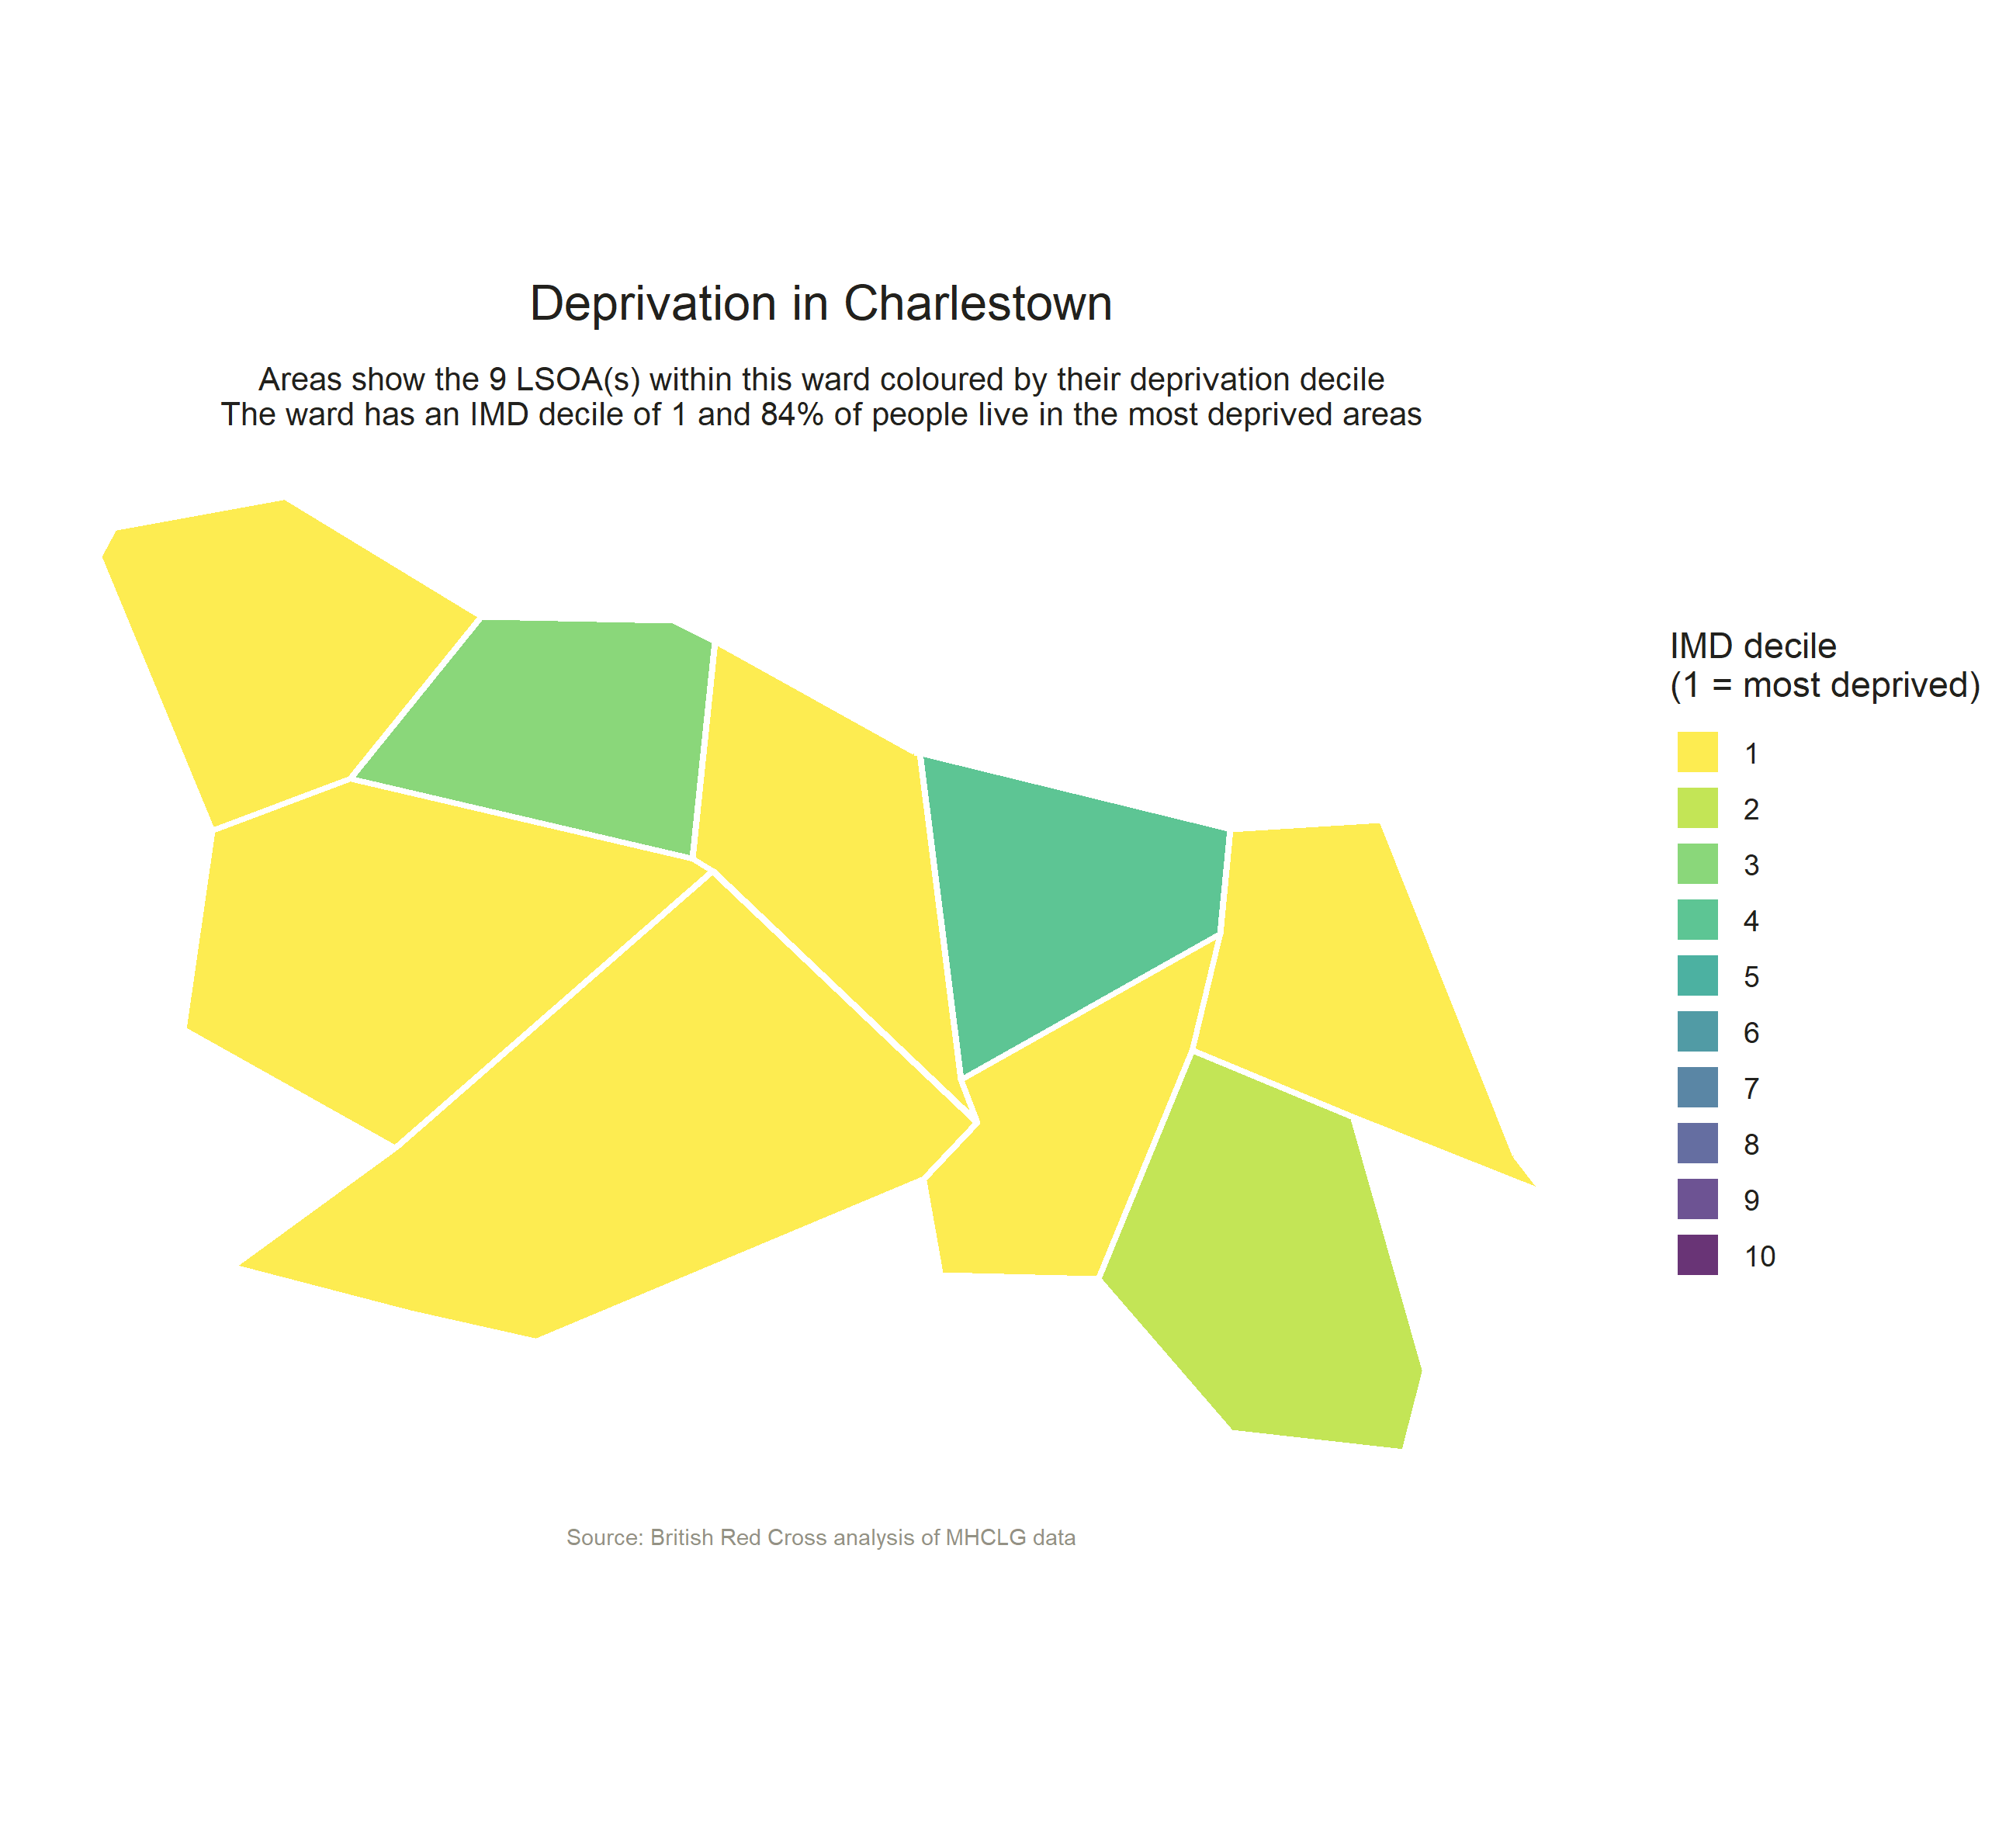 Deprivation in Charlestown
Areas show the 9 LSOA(s) within this ward coloured by their deprivation decile
The ward has an IMD decile of 1 and 84% of people live in the most deprived areas
IMD decile
(1 = most deprived)
1
2
3
4
5
6
7
8
9
10
Source: British Red Cross analysis of MHCLG data